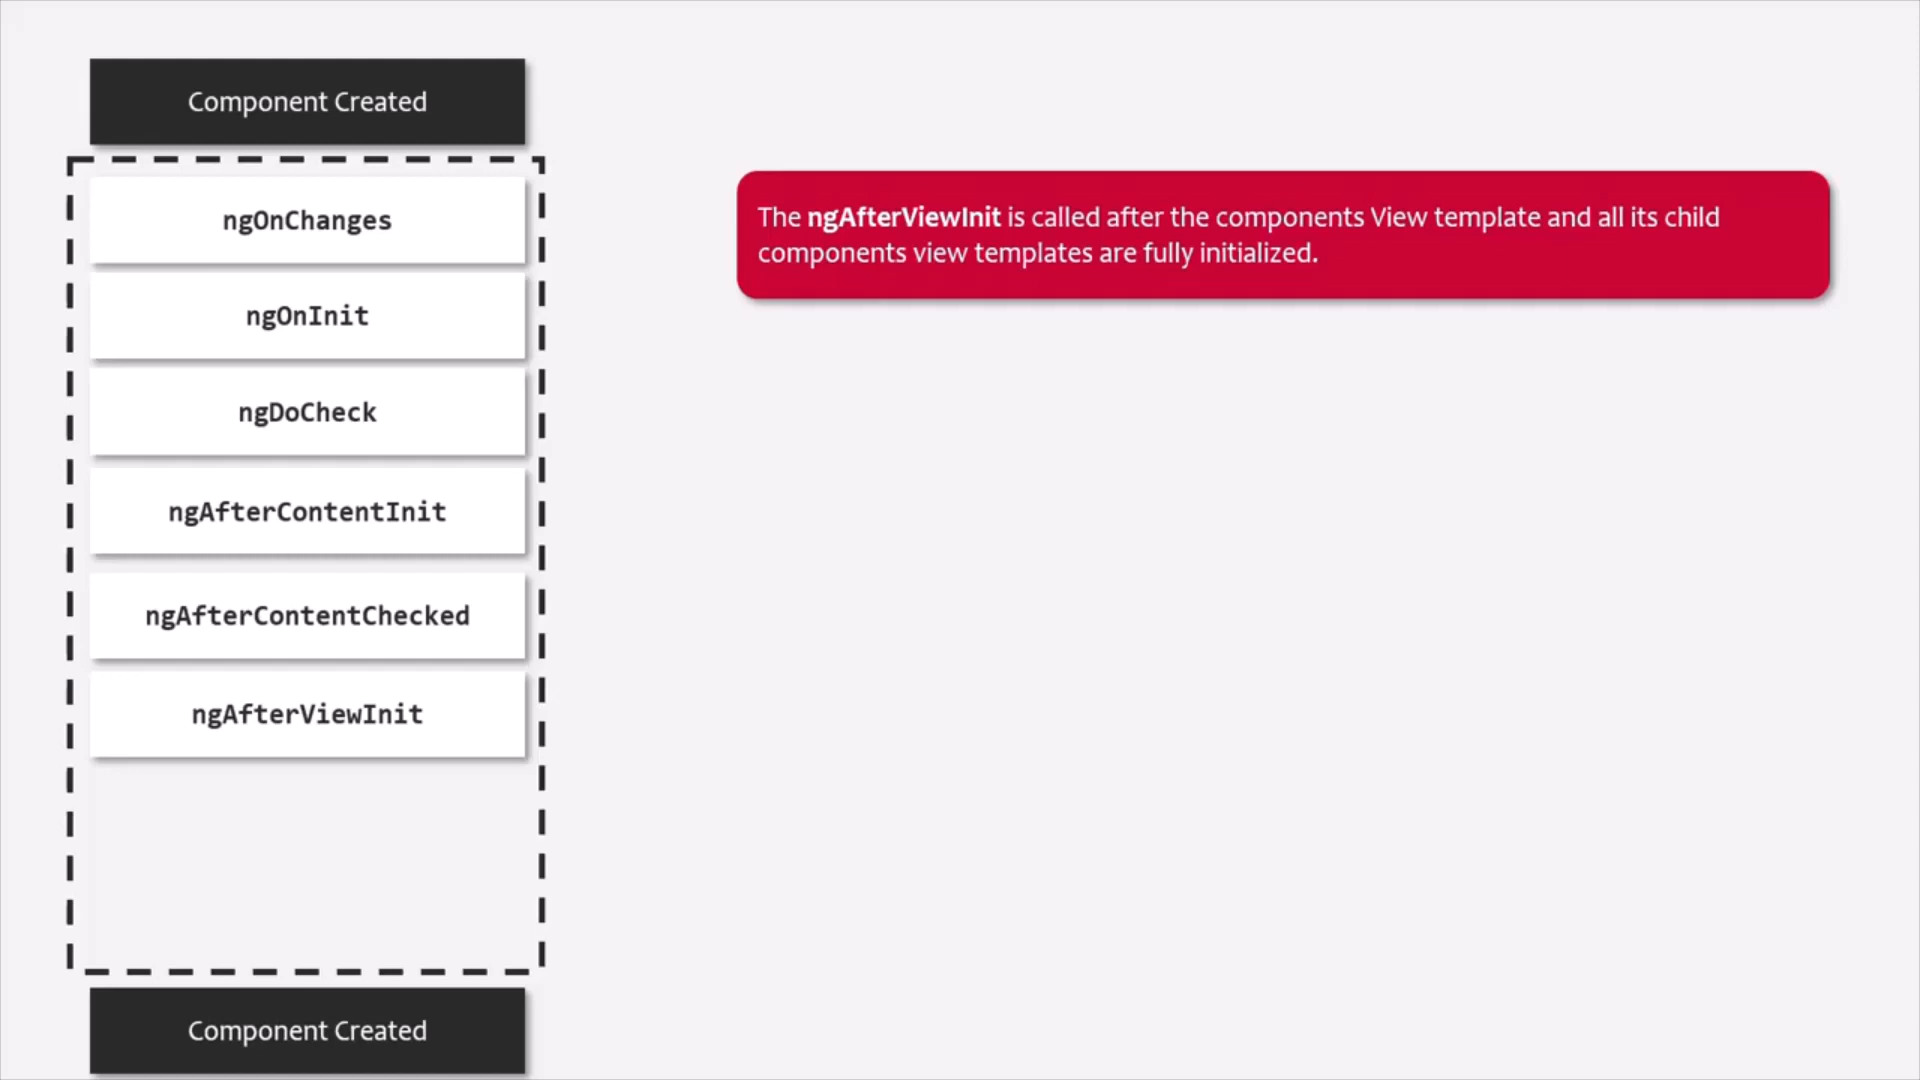 Component Created
ngOnChanges
ngOnInit
ngDoCheck
ngAfterContentInit
ngAfterContentChecked
ngAfterViewInit
Component Created
The ngAfterViewInit is called after the components View template and all its child
components view templates are fully initialized.